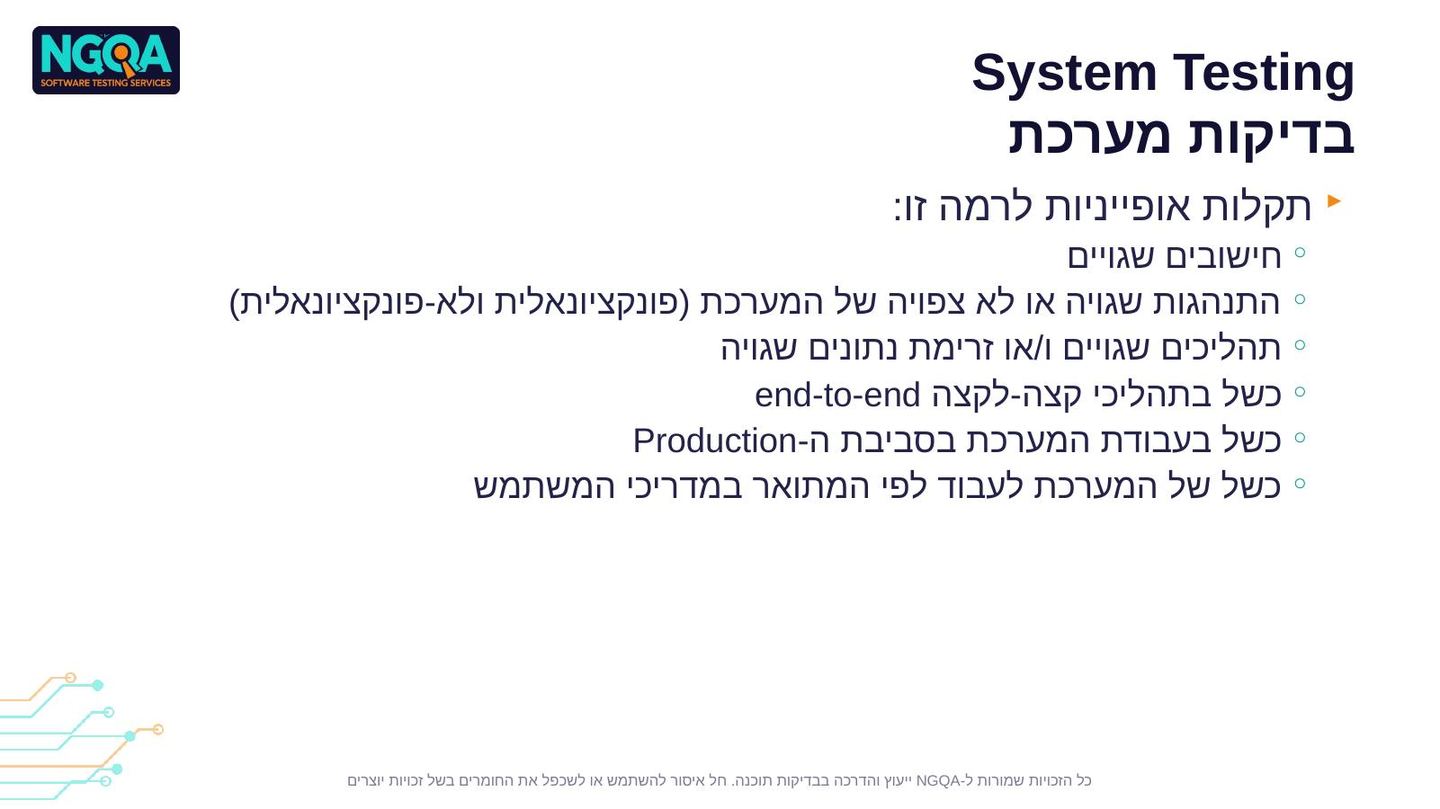 NGQA
SOFTWARE TESTING SERVICES
System Testing
בדיקות מערכת
תקלות אופייניות לרמה זו:
חישובים שגויים
התנהגות שגויה או לא צפויה של המערכת (פונקציונאלית ולא-פונקציונאלית)
תהליכים שגויים ו/או זרימת נתונים שגויה
כשל בתהליכי קצה-לקצה end-to-end
כשל בעבודת המערכת בסביבת ה-Production
כשל של המערכת לעבוד לפי המתואר במדריכי המשתמש
כל הזכויות שמורות ל-NGQA ייעוץ והדרכה בבדיקות תוכנה. חל איסור להשתמש או לשכפל את החומרים בשל זכויות יוצרים